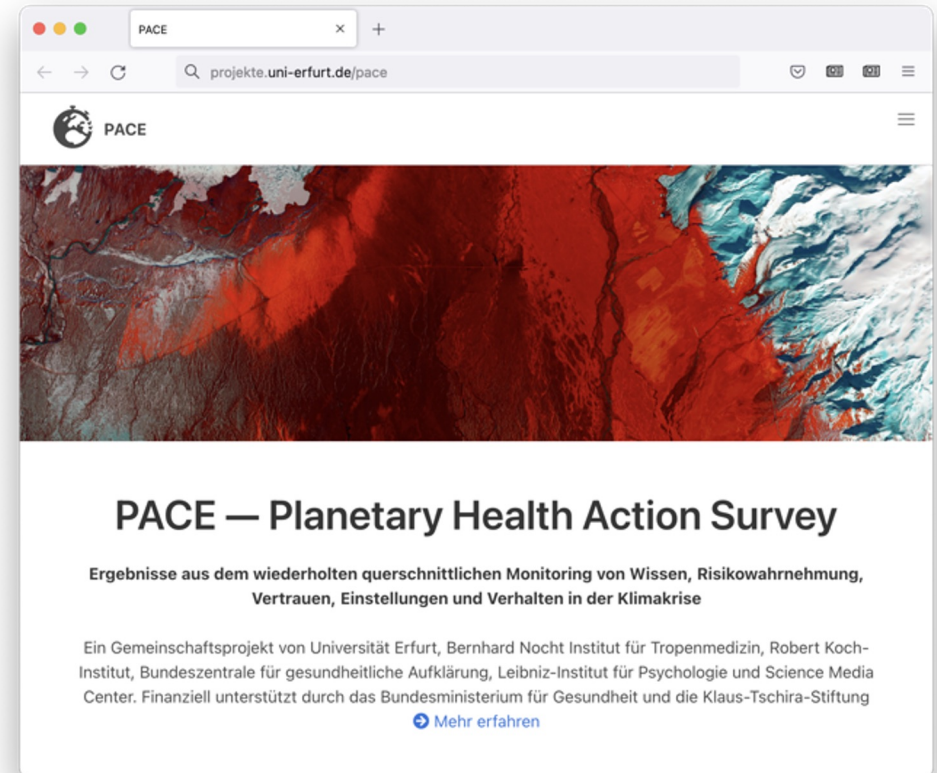 PACE
projekte.uni-erfurt.de/pace
PACE
PACE — Planetary Health Action Survey
Ergebnisse aus dem wiederholten querschnittlichen Monitoring von Wissen, Risikowahrnehmung,
Vertrauen, Einstellungen und Verhalten in der Klimakrise
Ein Gemeinschaftsprojekt von Universität Erfurt, Bernhard Nocht Institut für Tropenmedizin, Robert Koch-
Institut, Bundeszentrale für gesundheitliche Aufklärung, Leibniz-Institut für Psychologie und Science Media
Center. Finanziell unterstützt durch das Bundesministerium für Gesundheit und die Klaus-Tschira-Stiftung
Mehr erfahren